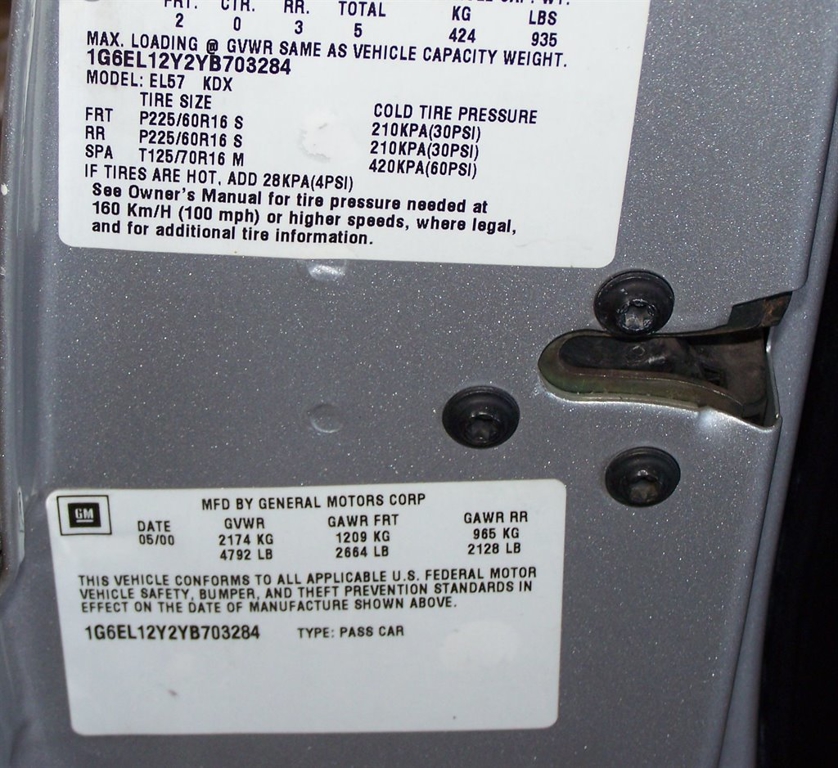 FRT. CTR. RR. TOTAL KG LBS
2 0 3 5 424 935
MAX. LOADING @ GVWR SAME AS VEHICLE CAPACITY WEIGHT.
1G6EL12Y2YB703284
MODEL: EL57 KDX
TIRE SIZE COLD TIRE PRESSURE
FRT P225/60R16 S 210KPA(30PSI)
RR P225/60R16 S 210KPA(30PSI)
SPA T125/70R16 M 420KPA(60PSI)
IF TIRES ARE HOT, ADD 28KPA(4PSI)
See Owner's Manual for tire pressure needed at
160 Km/H (100 mph) or higher speeds, where legal,
and for additional tire information.
GM
MFD BY GENERAL MOTORS CORP
DATE GVWR GAWR FRT GAWR RR
05/00 2174 KG 1209 KG 965 KG
4792 LB 2664 LB 2128 LB
THIS VEHICLE CONFORMS TO ALL APPLICABLE U.S. FEDERAL MOTOR
VEHICLE SAFETY, BUMPER, AND THEFT PREVENTION STANDARDS IN
EFFECT ON THE DATE OF MANUFACTURE SHOWN ABOVE.
1G6EL12Y2YB703284 TYPE: PASS CAR